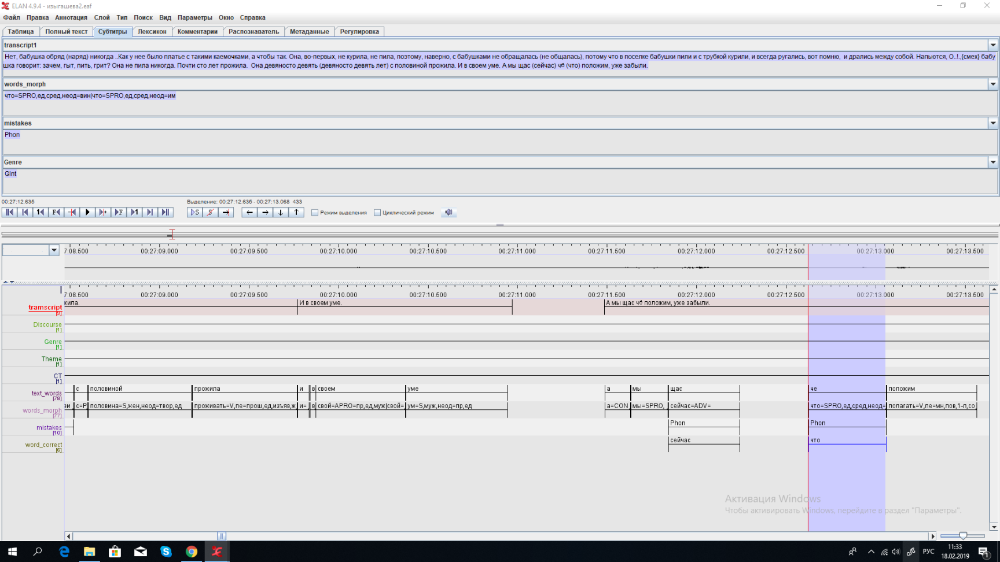 ELAN 4.9.4 - изыгашева2.eaf
Файл Правка Аннотация Слой Тип Поиск Вид Параметры Окно Справка
Таблица Полный текст Субтитры Лексикон Комментарии Распознаватель Метаданные Регулировка
transcript1
Нет, бабушка обряд (наряд) никогда ..Как у нее было платье с такими каемочками, а чтобы так. Она, во-первых, не курила, не пила, поэтому, наверно, с бабушками не обращалась (не общалась), потому что в поселке бабушки пили и с трубкой курили, и всегда ругались, вот помню, и дрались между собой. Напьются, О..!.,{смех} бабу
шка говорит: зачем, гыт, пить, грит? Она не пила никогда. Почти сто лет прожила. Она девяносто девять (девяносто девять лет) с половиной прожила. И в своем уме. А мы щас (сейчас) чӗ (что) положим, уже забыли.
words_morph
что=SPRO,ед,сред,неод=вин|что=SPRO,ед,сред,неод=им
mistakes
Phon
Genre
GInt
00:27:12.635 Выделение: 00:27:12.635 - 00:27:13.068 433
Режим выделения Циклический режим
7:08.500 00:27:09.000 00:27:09.500 00:27:10.000 00:27:10.500 00:27:11.000 00:27:11.500 00:27:12.000 00:27:12.500 00:27:13.000 00:27:13.500
7:08.500 00:27:09.000 00:27:09.500 00:27:10.000 00:27:10.500 00:27:11.000 00:27:11.500 00:27:12.000 00:27:12.500 00:27:13.000 00:27:13.500
tramscript жила. И в своем уме. А мы щас чӗ положим, уже забыли.
[9]
Discourse
[1]
Genre
[1]
Theme
[1]
CT
[1]
text_words с половиной прожила и в своем уме а мы щас че положим
[78]
words_morph с=P половина=S,жен,неод=твор,ед проживать=V,пе=прош,ед,изъяв,ж и= в свой=APRO=пр,ед,муж|свой= ум=S,муж,неод=пр,ед а=CON мы=SPRO, сейчас=ADV= что=SPRO,ед,сред,неод= полагать=V,пе=мн,пов,1-л,со
[77]
mistakes Phon Phon
[10]
word_correct сейчас что
[6]
Активация Windows
Чтобы активировать Windows, перейдите в раздел "Параметры".
РУС 11:33
18.02.2019 1